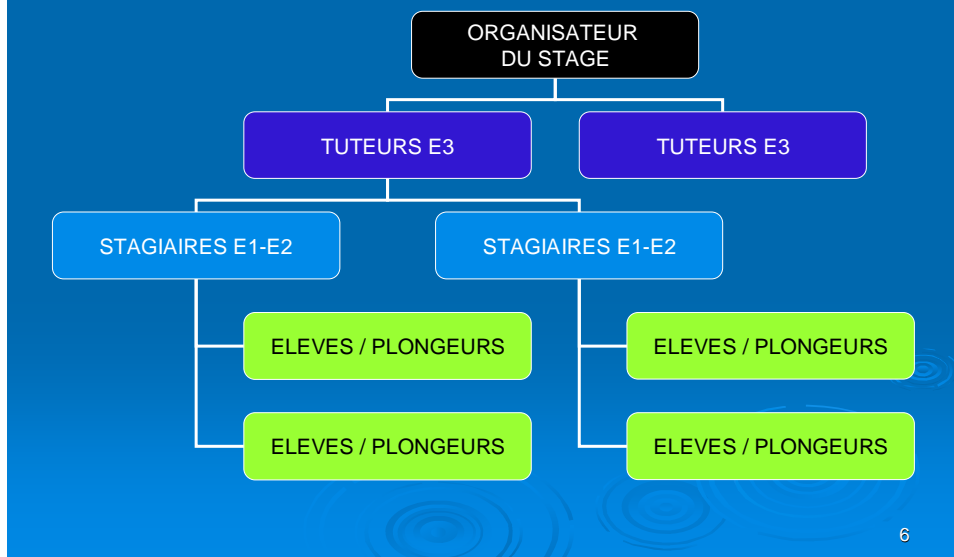 ORGANISATEUR
DU STAGE
TUTEURS E3
TUTEURS E3
STAGIAIRES E1-E2
STAGIAIRES E1-E2
ELEVES / PLONGEURS
ELEVES / PLONGEURS
ELEVES / PLONGEURS
ELEVES / PLONGEURS
6